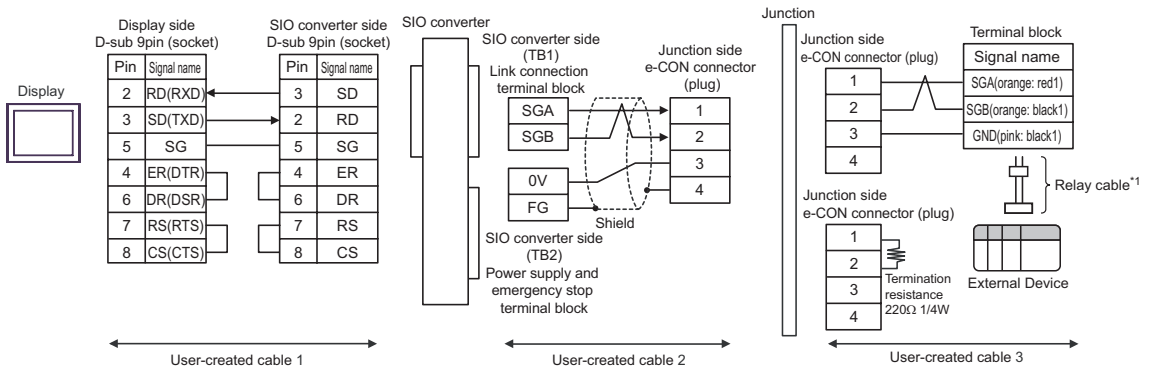 Display
Display side
D-sub 9pin (socket)
Pin Signal name
2 RD(RXD)
3 SD(TXD)
5 SG
4 ER(DTR)
6 DR(DSR)
7 RS(RTS)
8 CS(CTS)
SIO converter side
D-sub 9pin (socket)
Pin Signal name
3 SD
2 RD
5 SG
4 ER
6 DR
7 RS
8 CS
User-created cable 1
SIO converter
SIO converter side
(TB1)
Link connection
terminal block
SGA
SGB
0V
FG
Shield
SIO converter side
(TB2)
Power supply and
emergency stop
terminal block
Junction side
e-CON connector
(plug)
1
2
3
4
User-created cable 2
Junction
Junction side
e-CON connector (plug)
1
2
3
4
Terminal block
Signal name
SGA(orange: red1)
SGB(orange: black1)
GND(pink: black1)
Relay cable*1
External Device
Junction side
e-CON connector (plug)
1
2
3
4
Termination
resistance
220Ω 1/4W
User-created cable 3